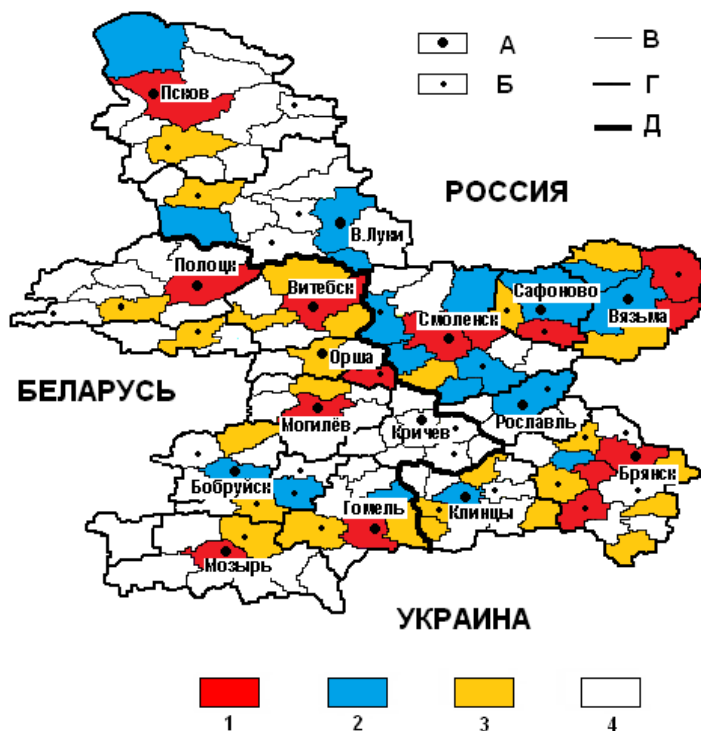 А
Б
В
Г
Д
Псков
РОССИЯ
В.Луки
Полоцк
Витебск
Сафоново
Вязьма
Смоленск
Орша
БЕЛАРУСЬ
Могилёв
Кричев
Рославль
Брянск
Бобруйск
Гомель
Клинцы
Мозырь
УКРАИНА
1
2
3
4